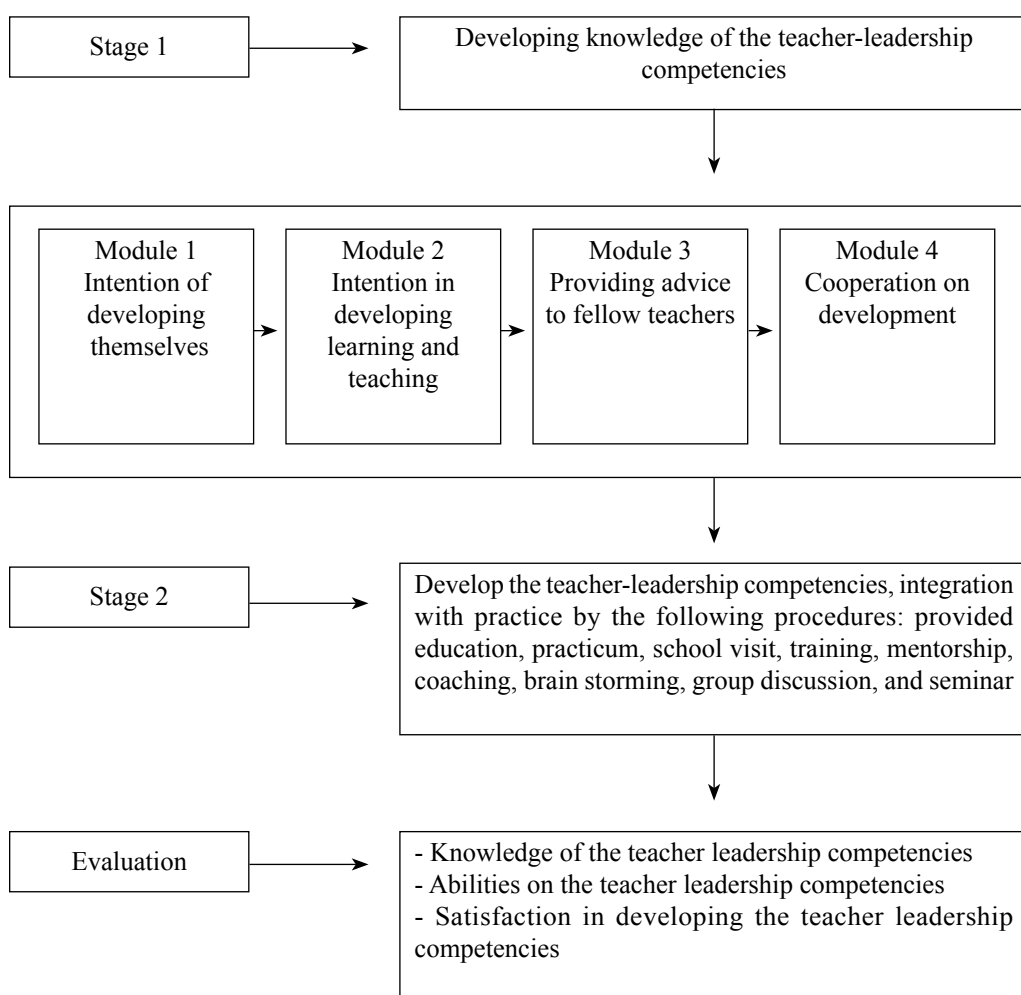 Stage 1
Developing knowledge of the teacher-leadership
competencies
Module 1
Intention of
developing
themselves
Module 2
Intention in
developing
learning and
teaching
Module 3
Providing advice
to fellow teachers
Module 4
Cooperation on
development
Stage 2
Develop the teacher-leadership competencies, integration
with practice by the following procedures: provided
education, practicum, school visit, training, mentorship,
coaching, brain storming, group discussion, and seminar
Evaluation
- Knowledge of the teacher leadership competencies
- Abilities on the teacher leadership competencies
- Satisfaction in developing the teacher leadership
competencies